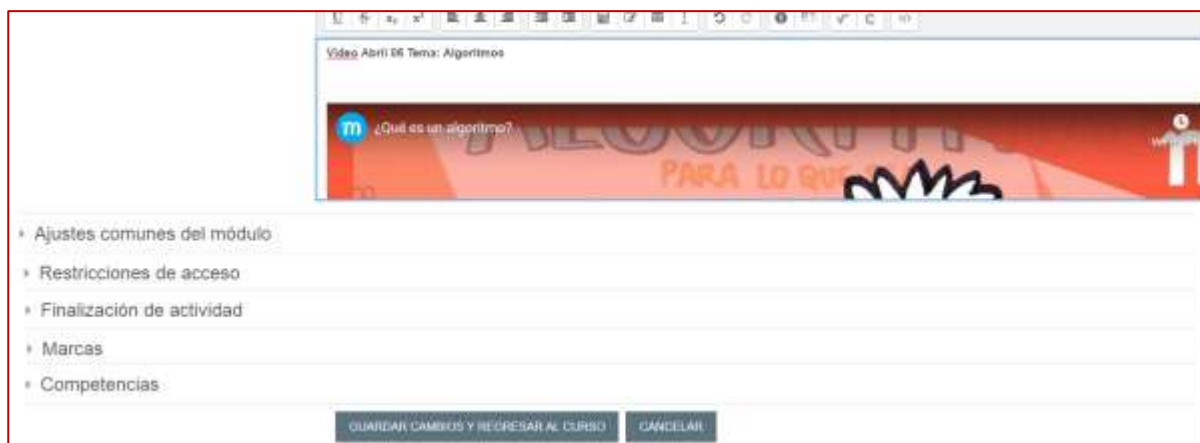 Video Abril 06 Tema: Algoritmos
¿Qué es un algoritmo?
ALGORIT
PARA LO QUE
Ajustes comunes del módulo
Restricciones de acceso
Finalización de actividad
Marcas
Competencias
GUARDAR CAMBIOS Y REGRESAR AL CURSO CANCELAR